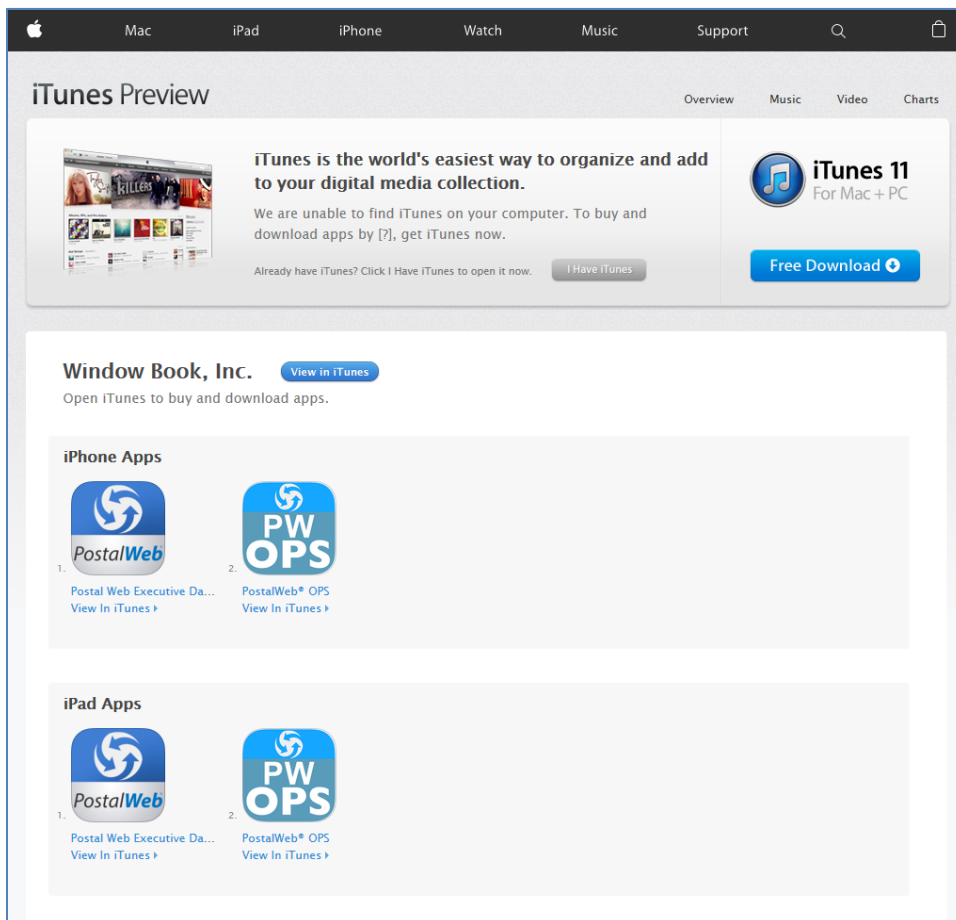 Mac iPad iPhone Watch Music Support
iTunes Preview
Overview Music Video Charts
iTunes is the world's easiest way to organize and add
to your digital media collection.
We are unable to find iTunes on your computer. To buy and
download apps by [?], get iTunes now.
Already have iTunes? Click I Have iTunes to open it now.
I Have iTunes
iTunes 11
For Mac + PC
Free Download
KILLERS
Window Book, Inc.
View in iTunes
Open iTunes to buy and download apps.
iPhone Apps
PostalWeb
1.
Postal Web Executive Da...
View In iTunes
PW
OPS
2.
PostalWeb® OPS
View In iTunes
iPad Apps
PostalWeb
1.
Postal Web Executive Da...
View In iTunes
PW
OPS
2.
PostalWeb® OPS
View In iTunes